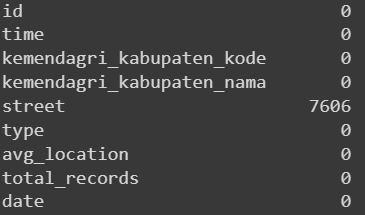 id 0
time 0
kemendagri_kabupaten_kode 0
kemendagri_kabupaten_nama 0
street 7606
type 0
avg_location 0
total_records 0
date 0